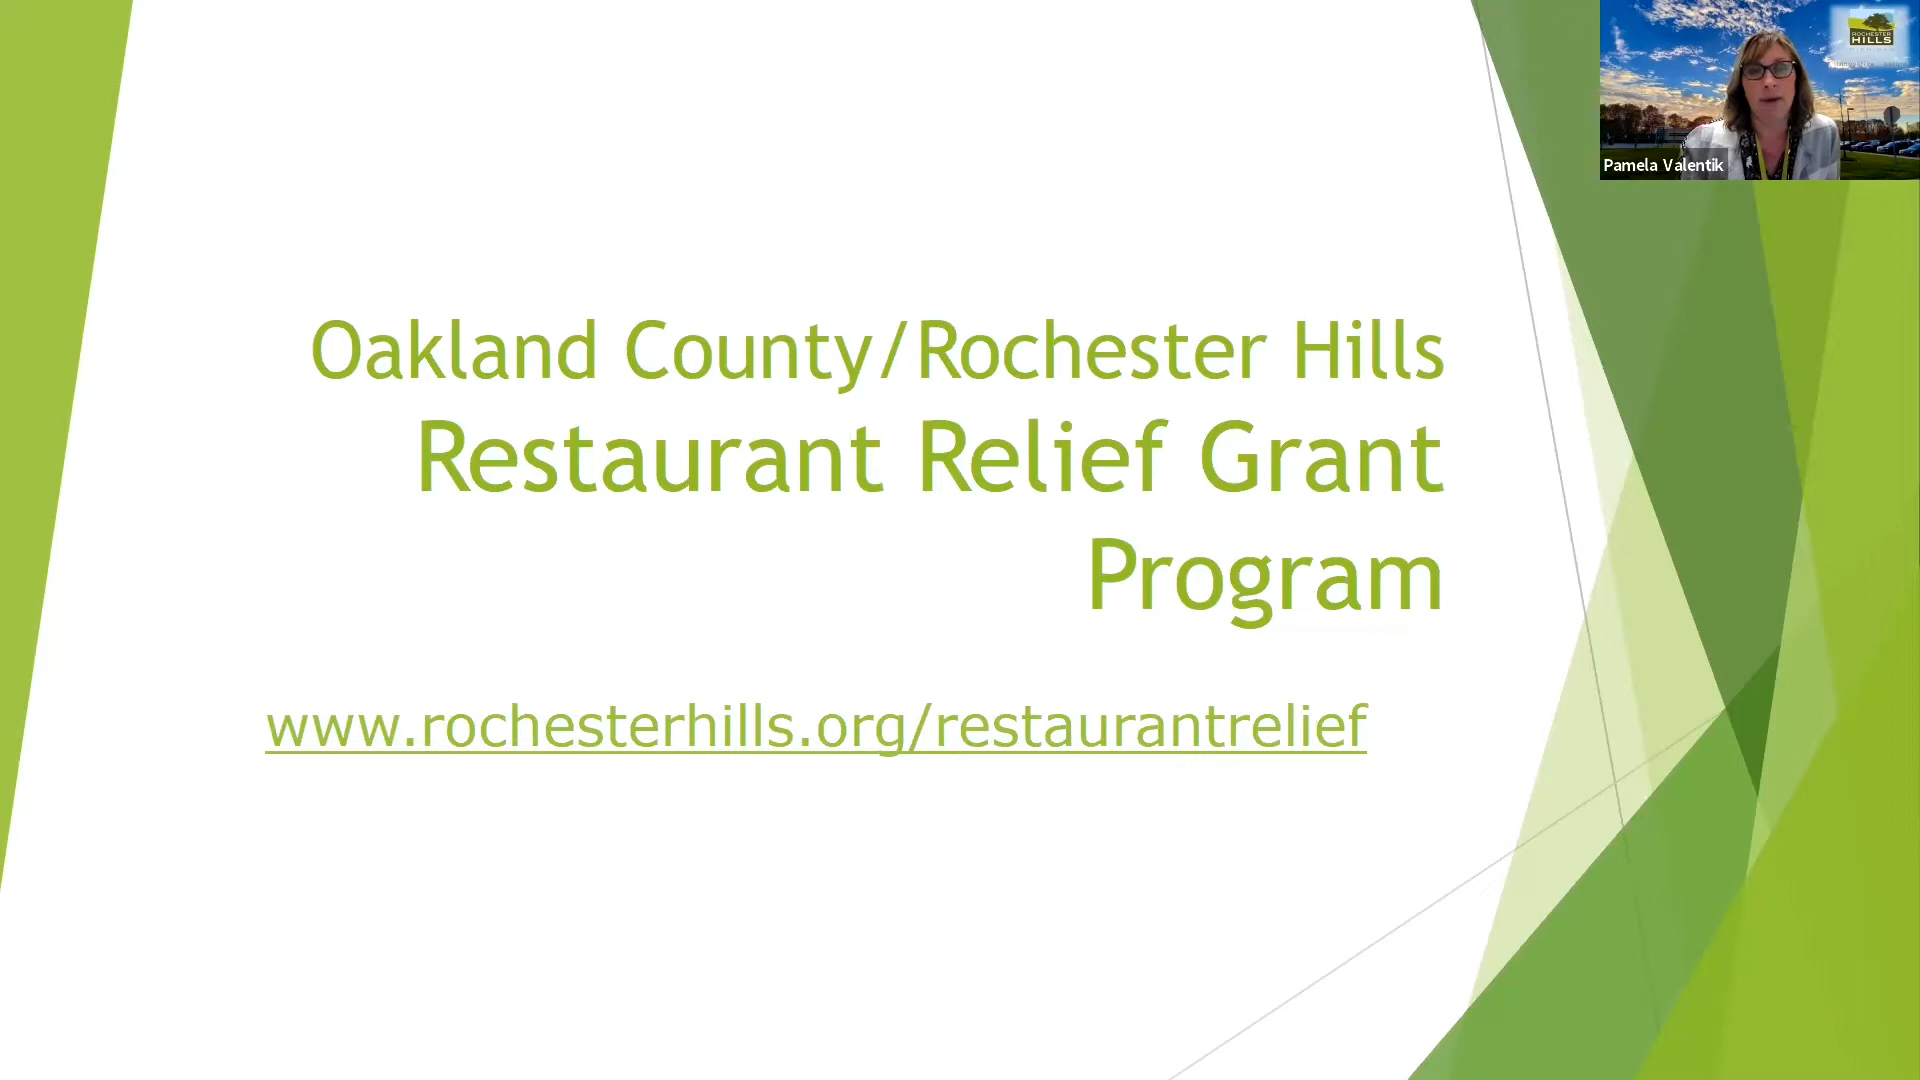 Oakland County/Rochester Hills
Restaurant Relief Grant
Program
www.rochesterhills.org/restaurantrelief
ROCHESTER
HILLS
Pamela Valentik